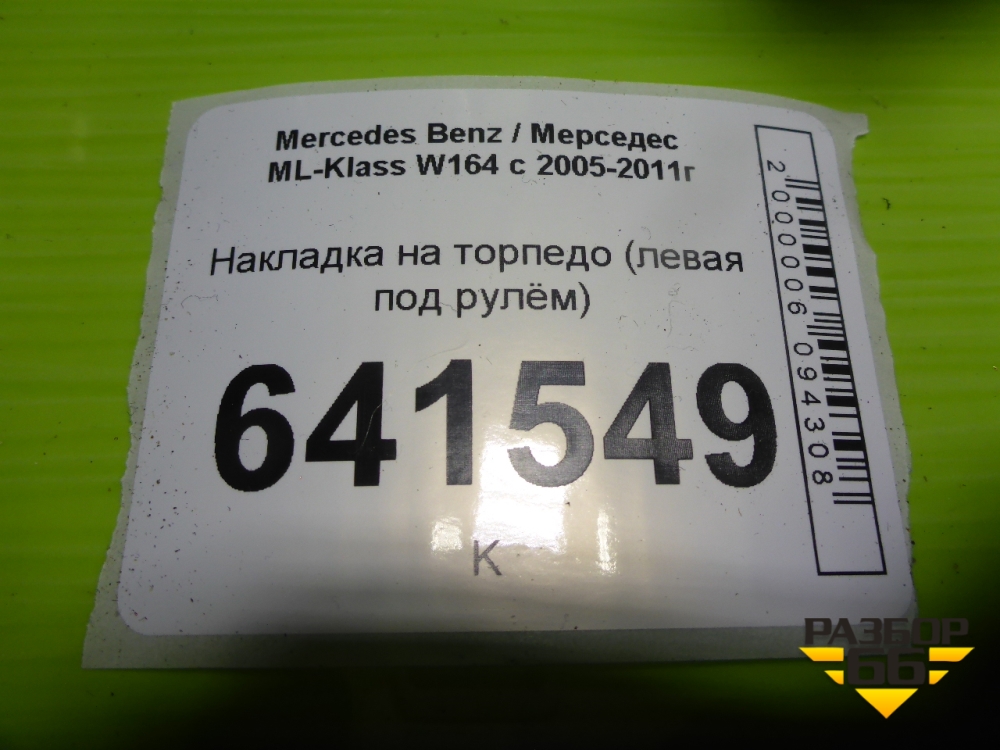 Mercedes Benz / Мерседес
ML-Klass W164 с 2005-2011г
Накладка на торпедо (левая
под рулём)
641549
К
2000006094308
РАЗБОР
66